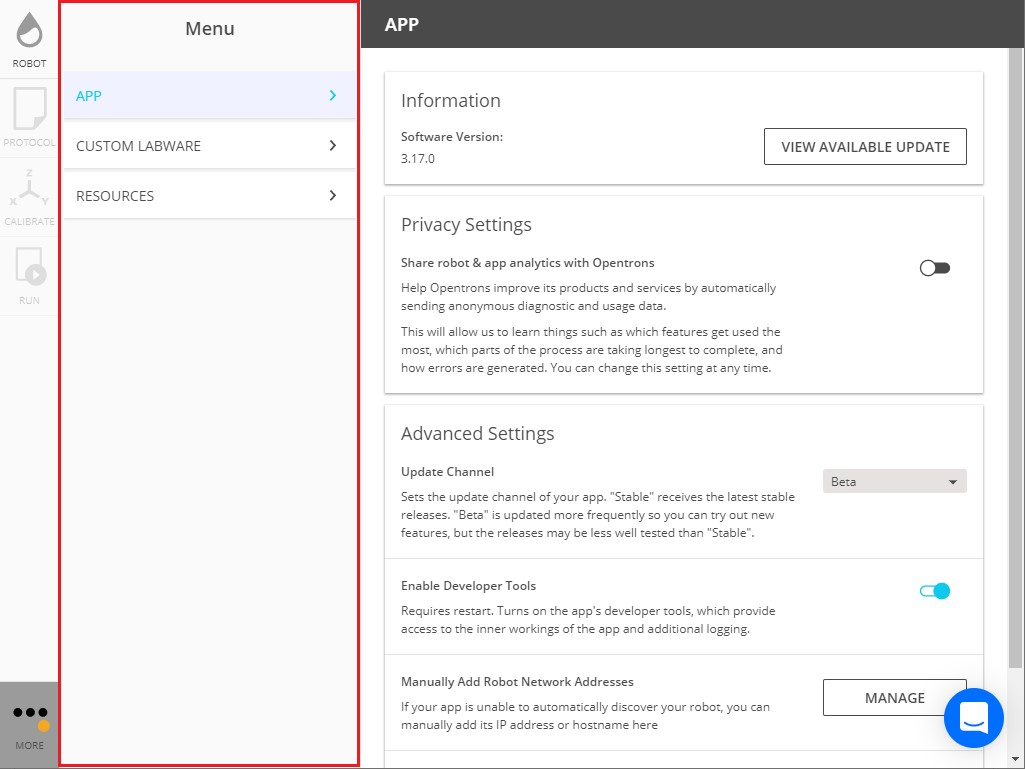 ROBOT
PROTOCOL
Z
X Y
CALIBRATE
RUN
MORE
Menu
APP
CUSTOM LABWARE
RESOURCES
APP
Information
Software Version:
3.17.0
VIEW AVAILABLE UPDATE
Privacy Settings
Share robot & app analytics with Opentrons
Help Opentrons improve its products and services by automatically
sending anonymous diagnostic and usage data.
This will allow us to learn things such as which features get used the
most, which parts of the process are taking longest to complete, and
how errors are generated. You can change this setting at any time.
Advanced Settings
Update Channel
Beta
Sets the update channel of your app. "Stable" receives the latest stable
releases. "Beta" is updated more frequently so you can try out new
features, but the releases may be less well tested than "Stable".
Enable Developer Tools
Requires restart. Turns on the app's developer tools, which provide
access to the inner workings of the app and additional logging.
Manually Add Robot Network Addresses
MANAGE
If your app is unable to automatically discover your robot, you can
manually add its IP address or hostname here